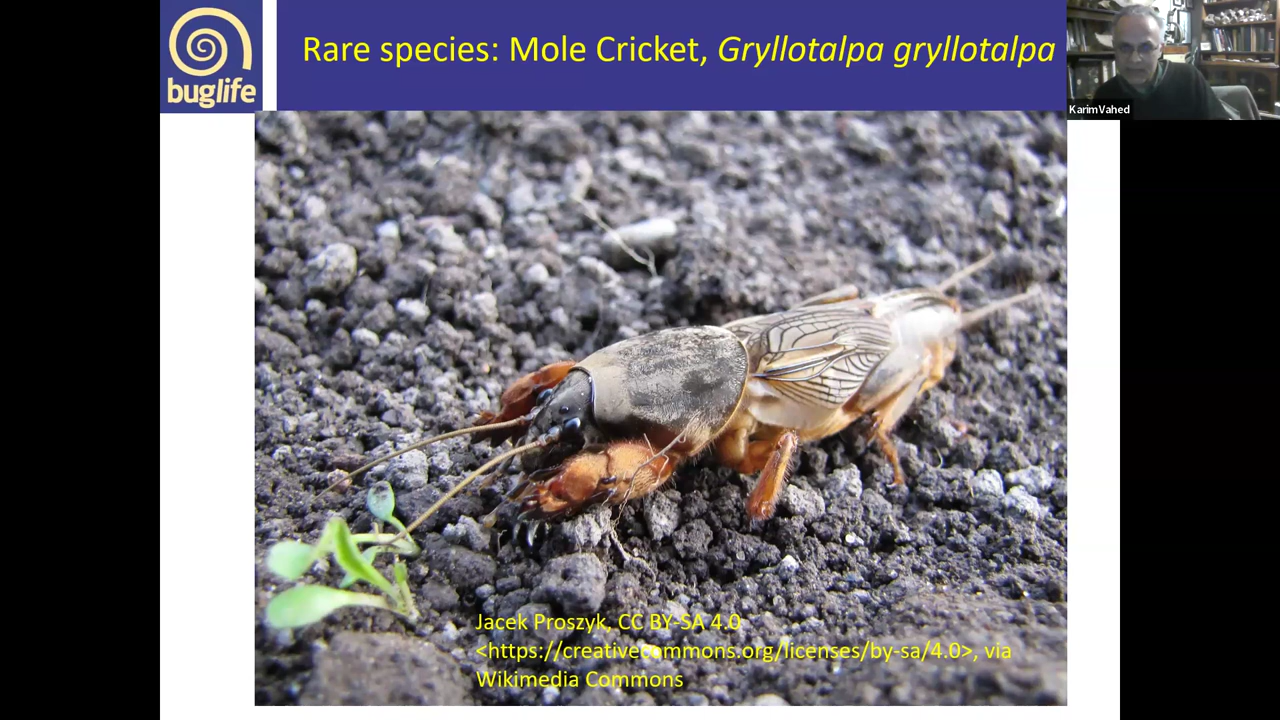 buglife
Rare species: Mole Cricket, Gryllotalpa gryllotalpa
KarimVahed
Jacek Proszyk, CC BY-SA 4.0
<https://creativecommons.org/licenses/by-sa/4.0>, via
Wikimedia Commons